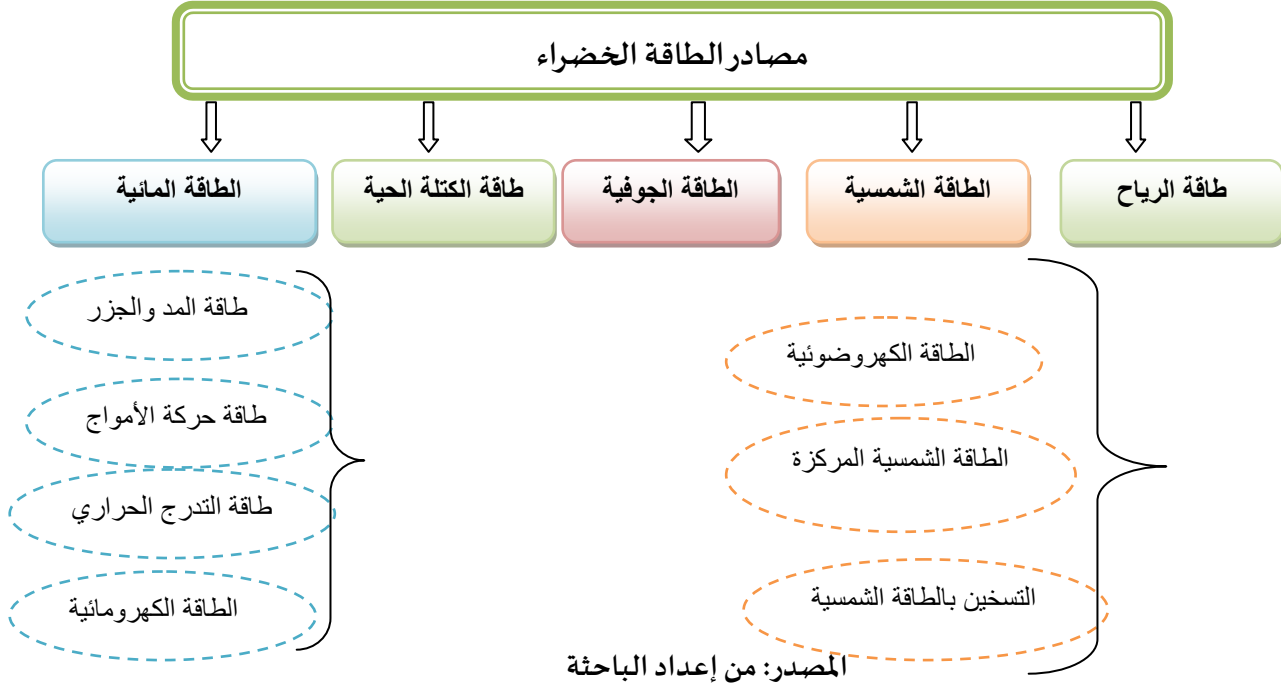 مصادر الطاقة الخضراء
طاقة الرياح
الطاقة الشمسية
الطاقة الجوفية
طاقة الكتلة الحية
الطاقة المائية
الطاقة الكهروضوئية
الطاقة الشمسية المركزة
التسخين بالطاقة الشمسية
طاقة المد والجزر
طاقة حركة الأمواج
طاقة التدرج الحراري
الطاقة الكهرومائية
المصدر: من إعداد الباحثة